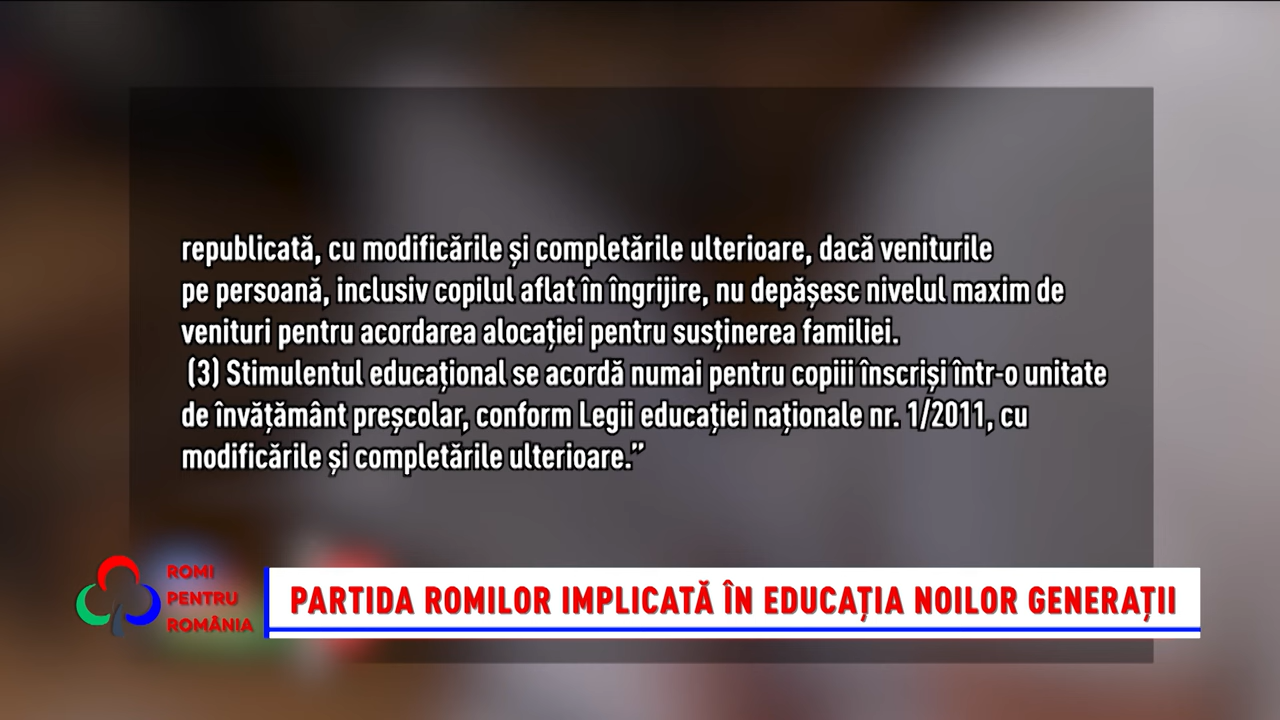 republicată, cu modificările și completările ulterioare, dacă veniturile
pe persoană, inclusiv copilul aflat în îngrijire, nu depășesc nivelul maxim de
venituri pentru acordarea alocației pentru susținerea familiei.
(3) Stimulentul educațional se acordă numai pentru copiii înscriși într-o unitate
de învățământ preșcolar, conform Legii educației naționale nr. 1/2011, cu
modificările și completările ulterioare.”
ROMI
PENTRU
ROMÂNIA
PARTIDA ROMILOR IMPLICATĂ ÎN EDUCAȚIA NOILOR GENERAȚII